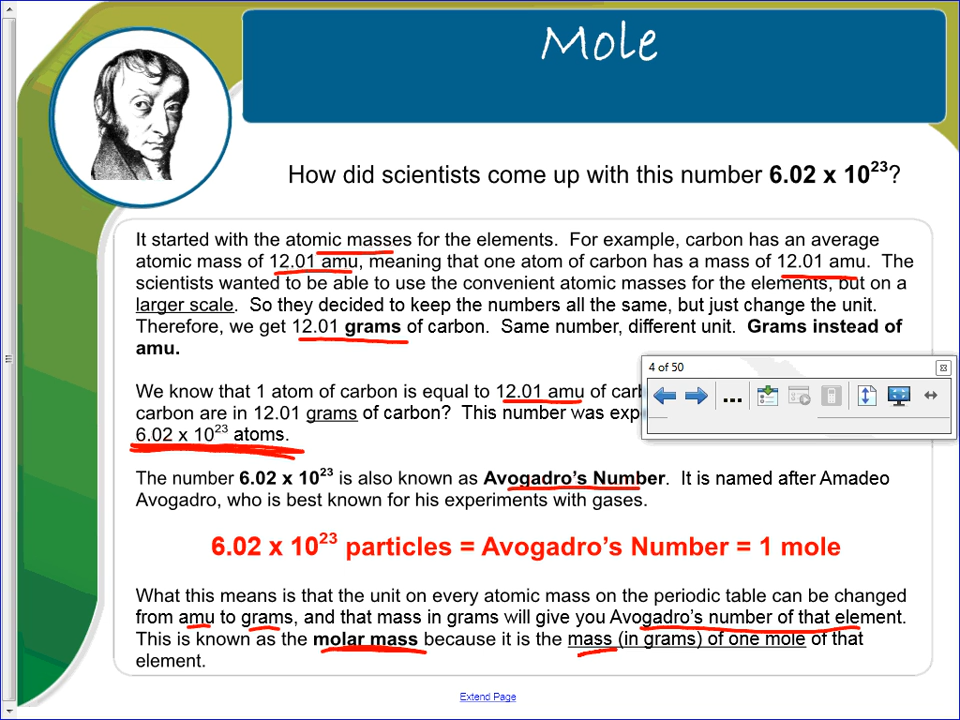 Mole
How did scientists come up with this number 6.02 x 10²³?
It started with the atomic masses for the elements. For example, carbon has an average
atomic mass of 12.01 amu, meaning that one atom of carbon has a mass of 12.01 amu. The
scientists wanted to be able to use the convenient atomic masses for the elements, but on a
larger scale. So they decided to keep the numbers all the same, but just change the unit.
Therefore, we get 12.01 grams of carbon. Same number, different unit. Grams instead of
amu.
4 of 50
We know that 1 atom of carbon is equal to 12.01 amu of
carbon are in 12.01 grams of carbon? This number was
6.02 x 10²³ atoms.
The number 6.02 x 10²³ is also known as Avogadro's Number. It is named after Amadeo
Avogadro, who is best known for his experiments with gases.
6.02 x 10²³ particles = Avogadro's Number = 1 mole
What this means is that the unit on every atomic mass on the periodic table can be changed
from amu to grams, and that mass in grams will give you Avogadro's number of that element.
This is known as the molar mass because it is the mass (in grams) of one mole of that
element.
Extend Page